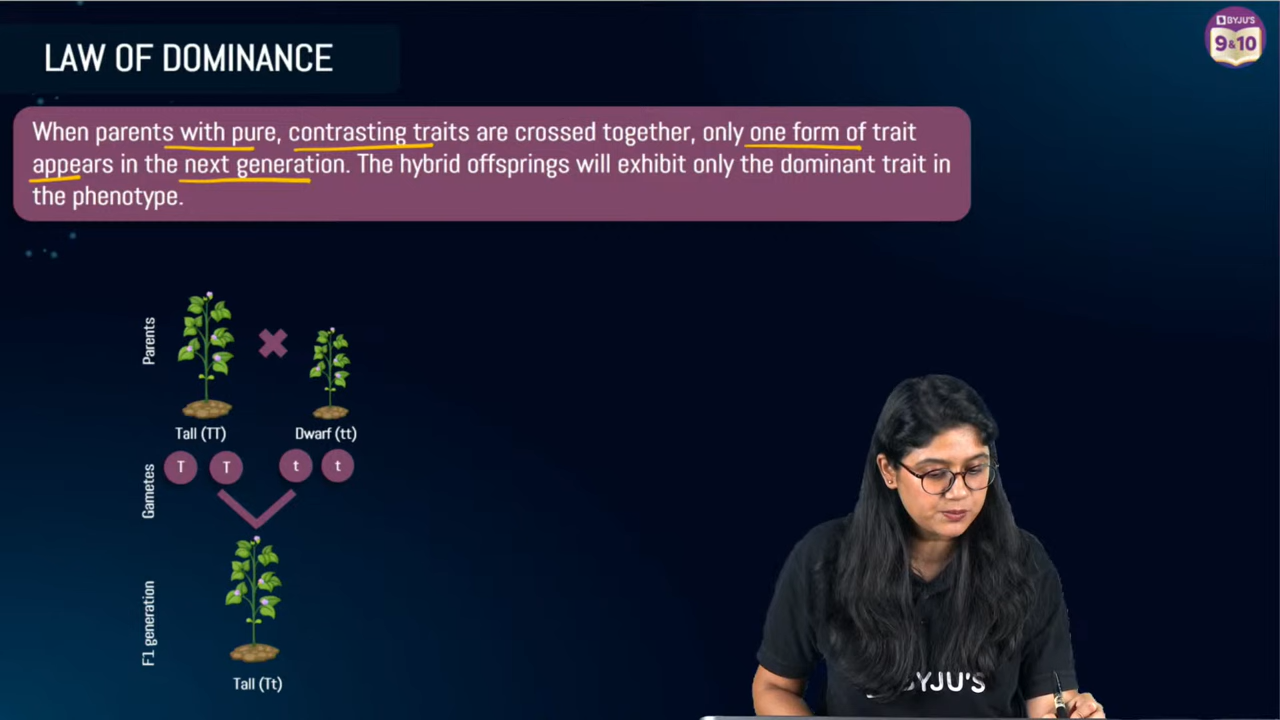 LAW OF DOMINANCE
BYJU'S
9&10
When parents with pure, contrasting traits are crossed together, only one form of trait
appears in the next generation. The hybrid offsprings will exhibit only the dominant trait in
the phenotype.
Parents
Tall (TT)
Dwarf (tt)
Gametes
T
T
t
t
F1 generation
Tall (Tt)
BYJU'S